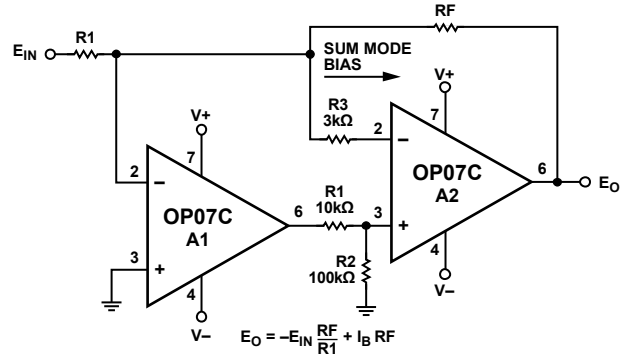 RF
E_IN
R1
SUM MODE
BIAS
V+
R3
3kΩ
V+
7
2
−
7
2
−
OP07C
A2
6
E_O
OP07C
A1
6
R1
10kΩ
3
+
3
+
R2
100kΩ
4
V−
4
V−
E_O = −E_IN RF/R1 + I_B RF